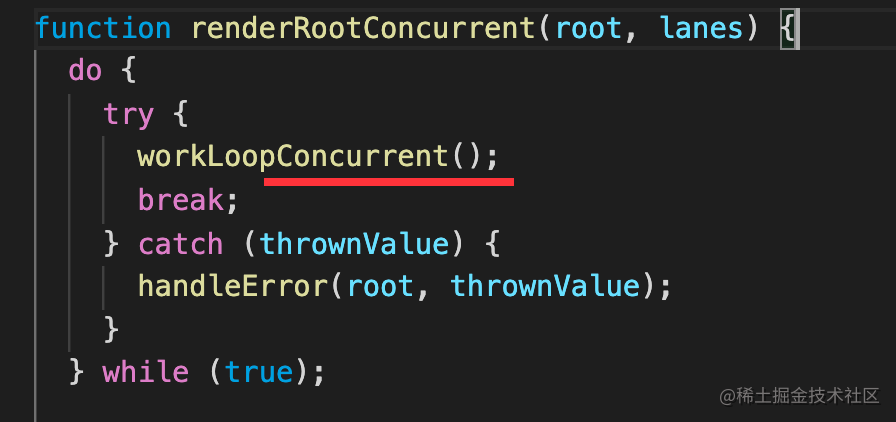 function renderRootConcurrent(root, lanes) {
do {
try {
workLoopConcurrent();
break;
} catch (thrownValue) {
handleError(root, thrownValue);
}
} while (true);
@稀土掘金技术社区